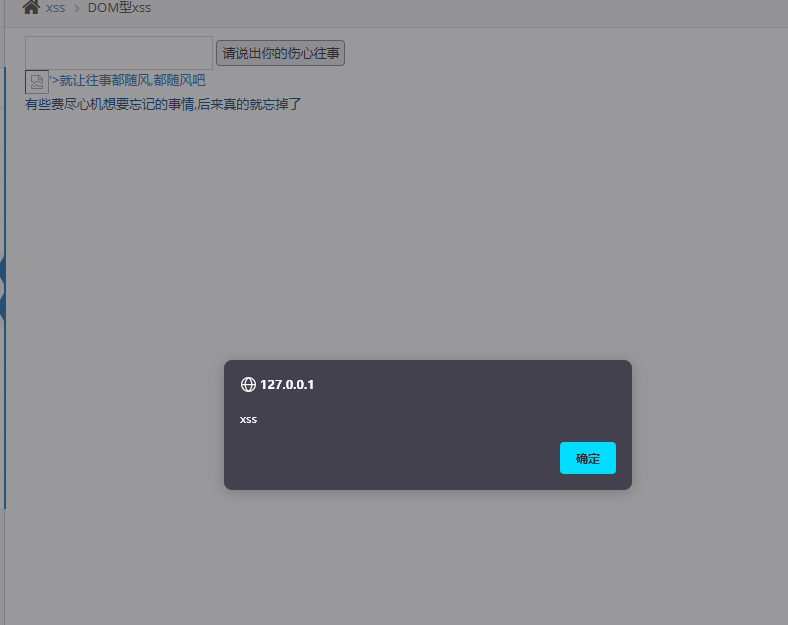 xss > DOM型xss
请说出你的伤心往事
'>就让往事都随风,都随风吧
有些费尽心机想要忘记的事情,后来真的就忘掉了
127.0.0.1
xss
确定